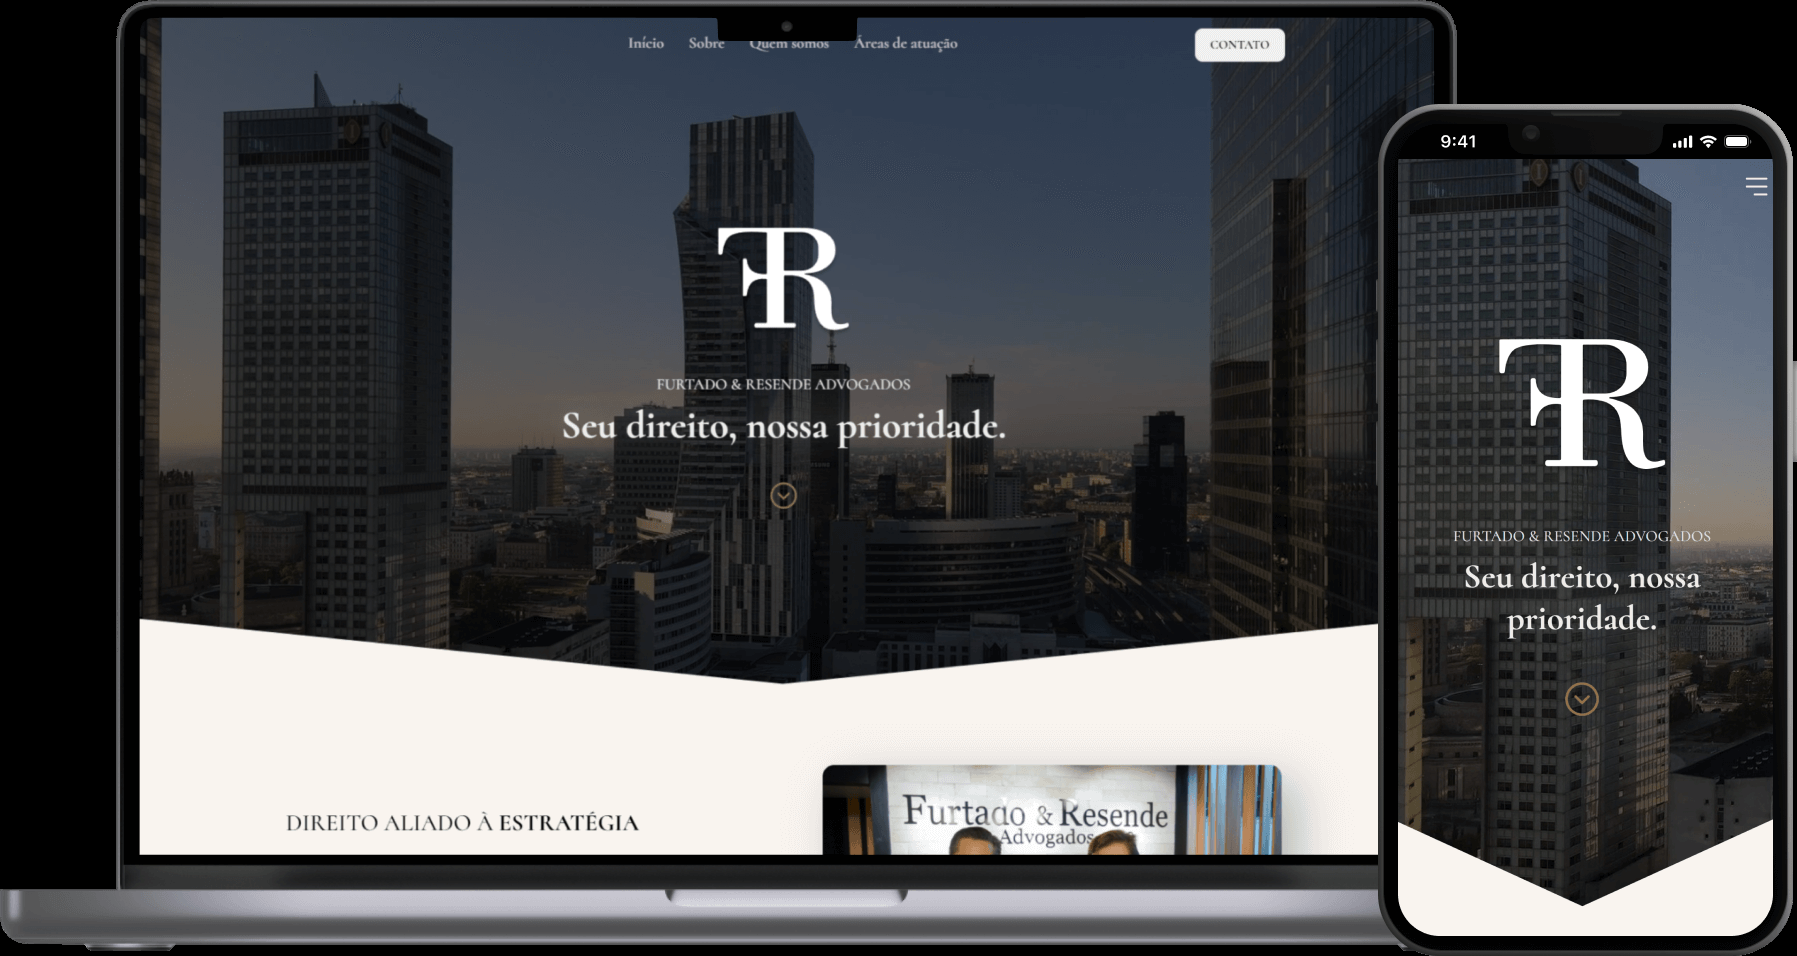 Início Sobre Quem somos Áreas de atuação CONTATO
FR
FURTADO & RESENDE ADVOGADOS
Seu direito, nossa prioridade.
DIREITO ALIADO À ESTRATÉGIA
Furtado & Resende
Advogados
9:41
FR
FURTADO & RESENDE ADVOGADOS
Seu direito, nossa
prioridade.